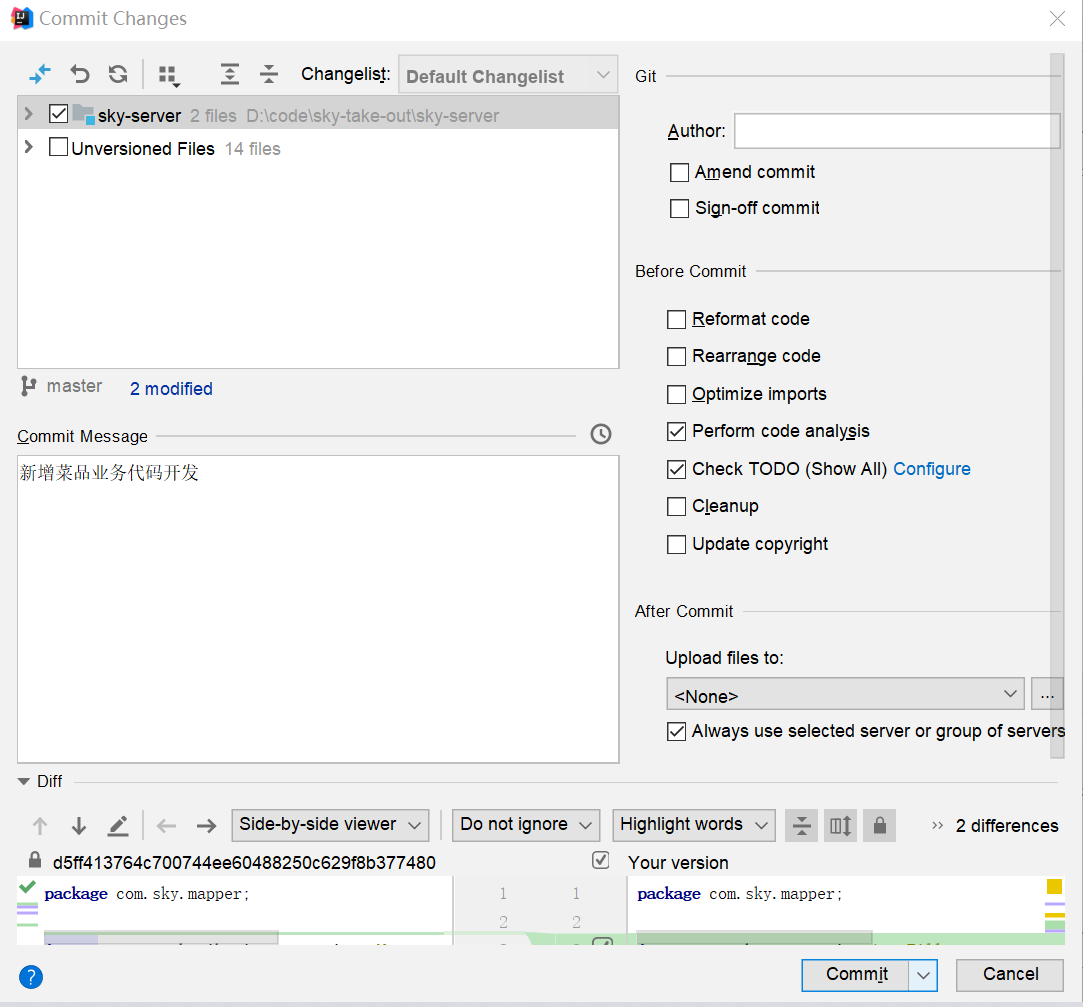 Commit Changes
Changelist: Default Changelist
sky-server 2 files D:\code\sky-take-out\sky-server
Unversioned Files 14 files
master 2 modified
Commit Message
新增菜品业务代码开发
Git
Author:
Amend commit
Sign-off commit
Before Commit
Reformat code
Rearrange code
Optimize imports
Perform code analysis
Check TODO (Show All) Configure
Cleanup
Update copyright
After Commit
Upload files to:
<None> ...
Always use selected server or group of servers
Diff
Side-by-side viewer Do not ignore Highlight words 2 differences
d5ff413764c700744ee60488250c629f8b377480 Your version
package com.sky.mapper; 1 1 package com.sky.mapper;
2 2
? Commit Cancel